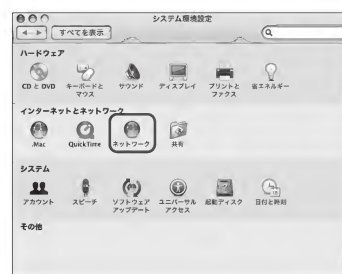 システム環境設定
すべてを表示
ハードウェア
CD と DVD
キーボードと
マウス
サウンド
ディスプレイ
プリントと
ファクス
省エネルギー
インターネットとネットワーク
.Mac
QuickTime
ネットワーク
共有
システム
アカウント
スピーチ
ソフトウェア
アップデート
ユニバーサル
アクセス
起動ディスク
日付と時刻
その他